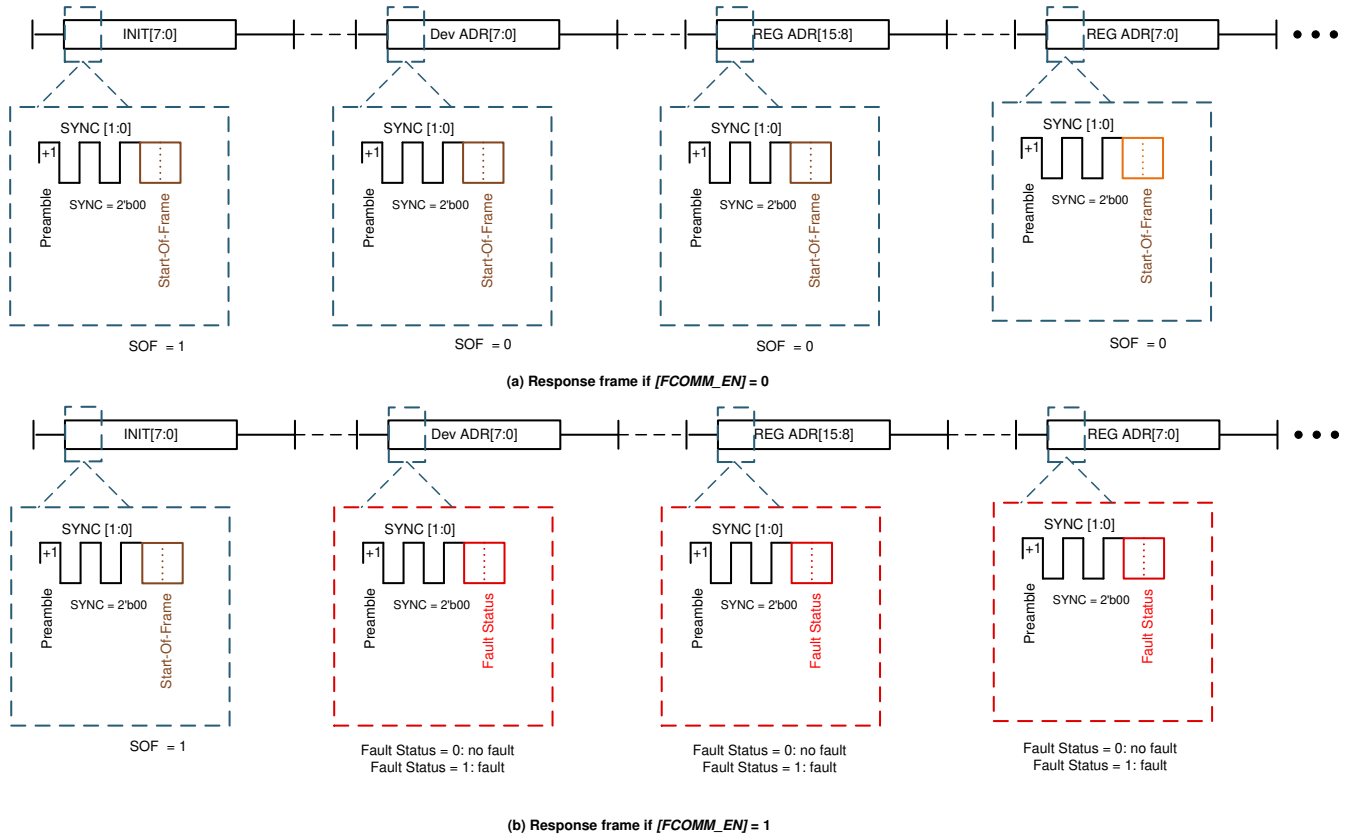 INIT[7:0]
Dev ADR[7:0]
REG ADR[15:8]
REG ADR[7:0]
SYNC [1:0]
+1
SYNC = 2'b00
Preamble
Start-Of-Frame
SOF = 1
SYNC [1:0]
+1
SYNC = 2'b00
Preamble
Start-Of-Frame
SOF = 0
SYNC [1:0]
+1
SYNC = 2'b00
Preamble
Start-Of-Frame
SOF = 0
SYNC [1:0]
+1
SYNC = 2'b00
Preamble
Start-Of-Frame
SOF = 0
(a) Response frame if [FCOMM_EN] = 0
INIT[7:0]
Dev ADR[7:0]
REG ADR[15:8]
REG ADR[7:0]
SYNC [1:0]
+1
SYNC = 2'b00
Preamble
Start-Of-Frame
SOF = 1
SYNC [1:0]
+1
SYNC = 2'b00
Preamble
Fault Status
Fault Status = 0: no fault
Fault Status = 1: fault
SYNC [1:0]
+1
SYNC = 2'b00
Preamble
Fault Status
Fault Status = 0: no fault
Fault Status = 1: fault
SYNC [1:0]
+1
SYNC = 2'b00
Preamble
Fault Status
Fault Status = 0: no fault
Fault Status = 1: fault
(b) Response frame if [FCOMM_EN] = 1